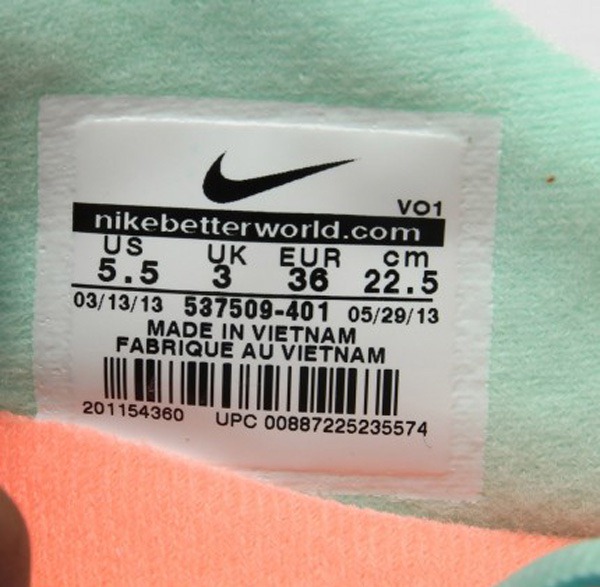 VO1
nikebetterworld.com
US UK EUR cm
5.5 3 36 22.5
03/13/13 537509-401 05/29/13
MADE IN VIETNAM
FABRIQUE AU VIETNAM
201154360 UPC 00887225235574